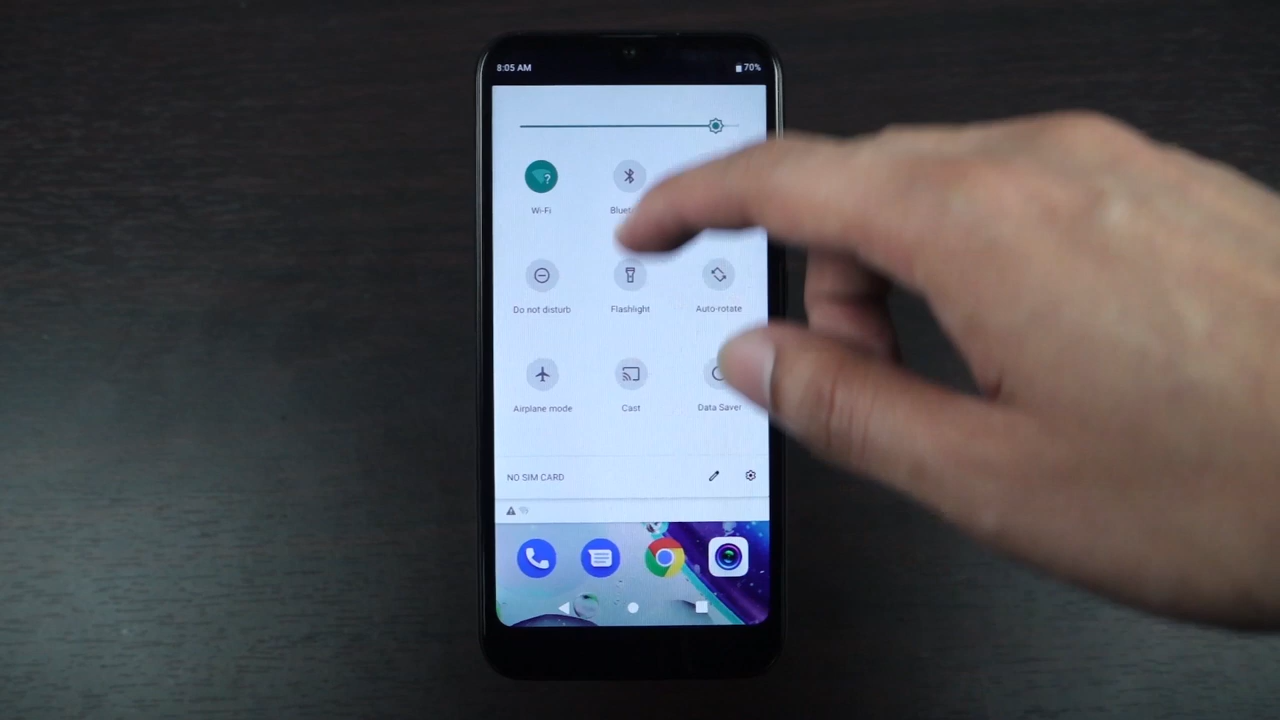 8:05 AM 70%
Wi-Fi
Do not disturb Flashlight Auto-rotate
Airplane mode Cast Data Saver
NO SIM CARD